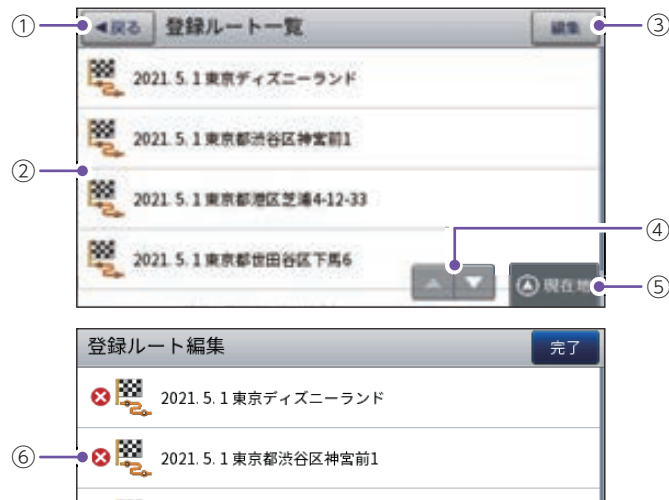 ① ◀戻る 登録ルート一覧 編集 ③
2021. 5. 1 東京ディズニーランド
2021. 5. 1 東京都渋谷区神宮前1
②
2021. 5. 1 東京都港区芝浦4-12-33
④
2021. 5. 1 東京都世田谷区下馬6
▲ ▼ 現在地 ⑤
登録ルート編集 完了
2021. 5. 1 東京ディズニーランド
⑥ 2021. 5. 1 東京都渋谷区神宮前1